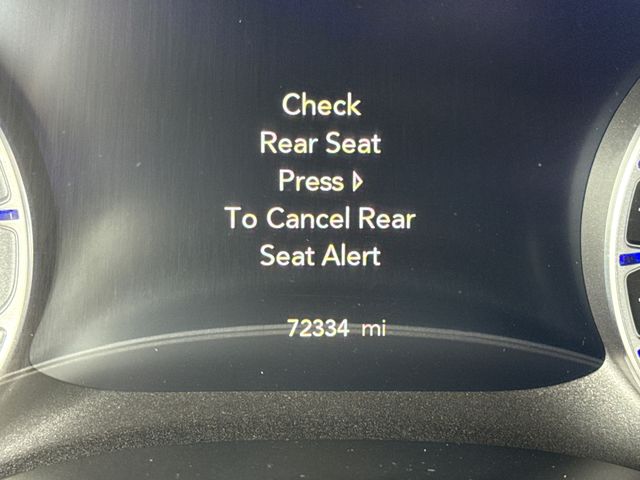 Check
Rear Seat
Press ▷
To Cancel Rear
Seat Alert
72334 mi